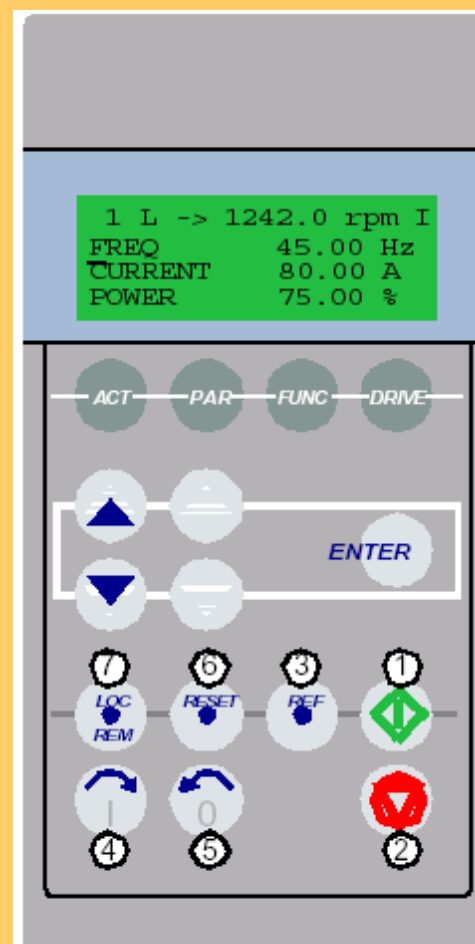 1 L -> 1242.0 rpm I
FREQ 45.00 Hz
CURRENT 80.00 A
POWER 75.00 %
ACT PAR FUNC DRIVE
ENTER
7 6 3 1
LOC RESET REF
REM
I 0
4 5 2